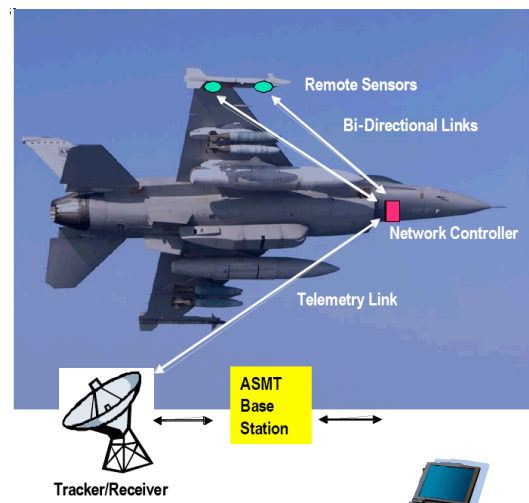 Remote Sensors
Bi-Directional Links
Network Controller
Telemetry Link
ASMT
Base
Station
Tracker/Receiver